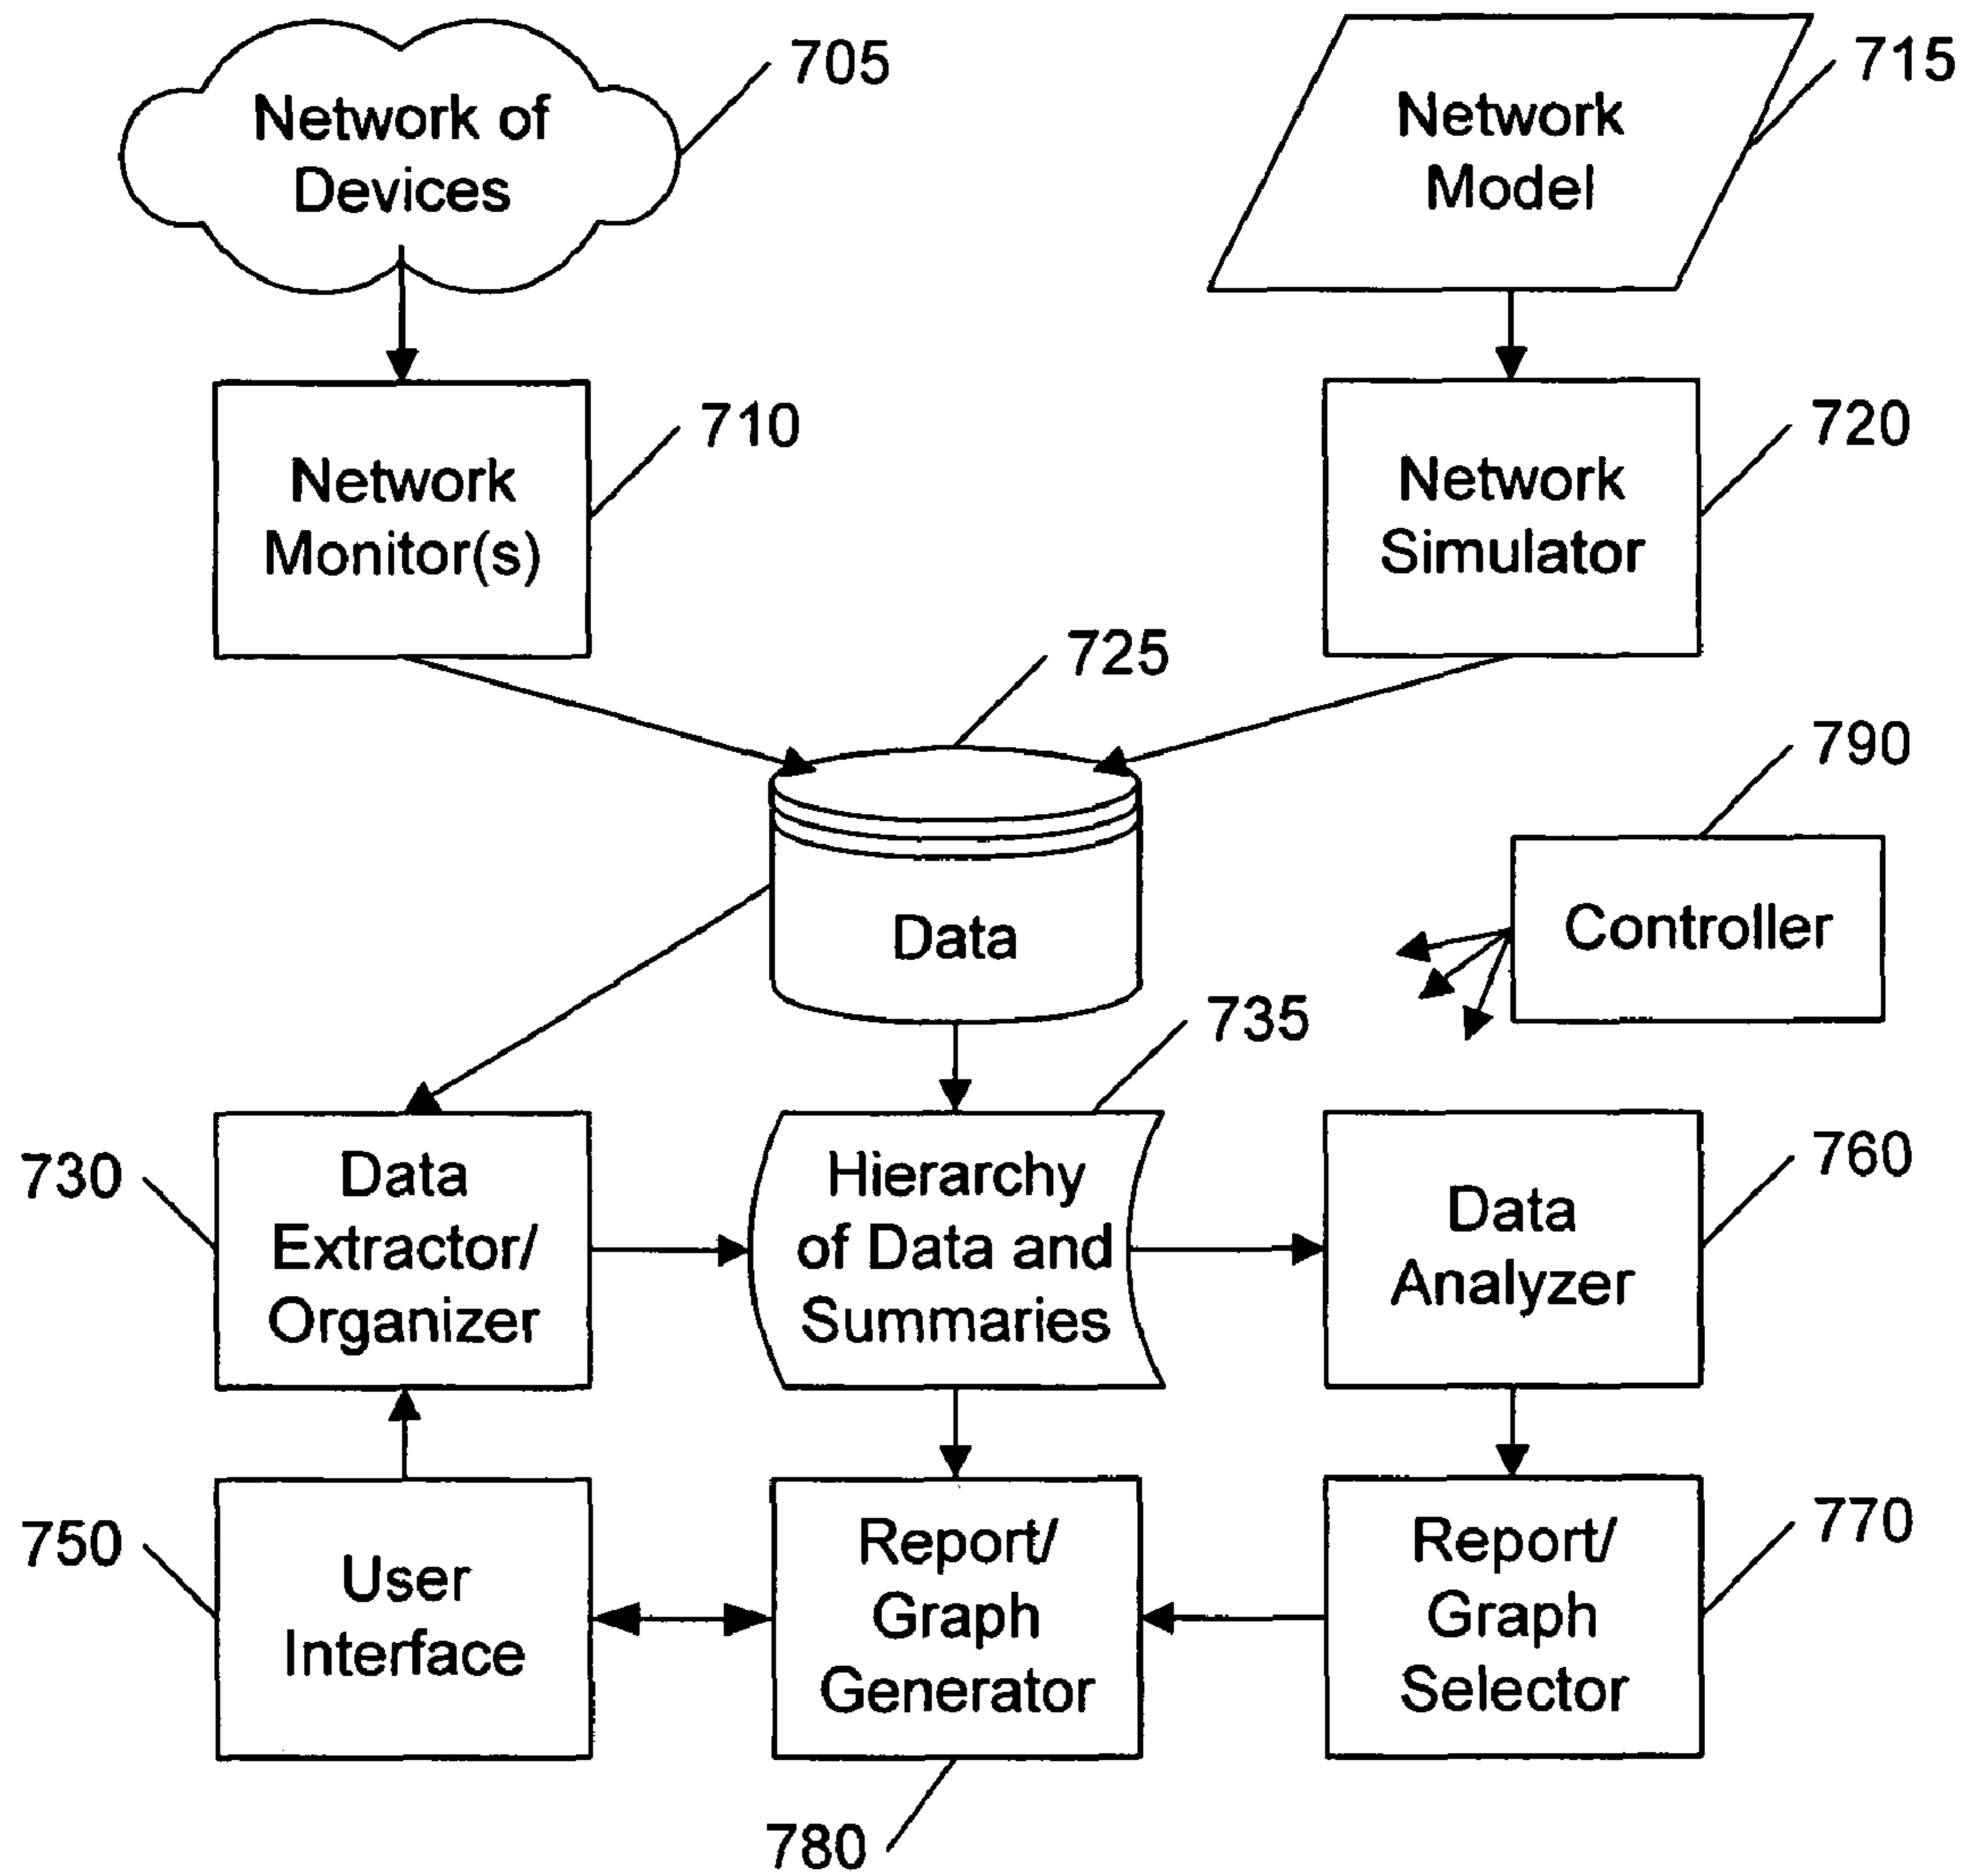 Network of
Devices
705
Network
Model
715
Network
Monitor(s)
710
Network
Simulator
720
725
Data
790
Controller
735
730
Data
Extractor/
Organizer
Hierarchy
of Data and
Summaries
Data
Analyzer
760
750
User
Interface
Report/
Graph
Generator
Report/
Graph
Selector
770
780